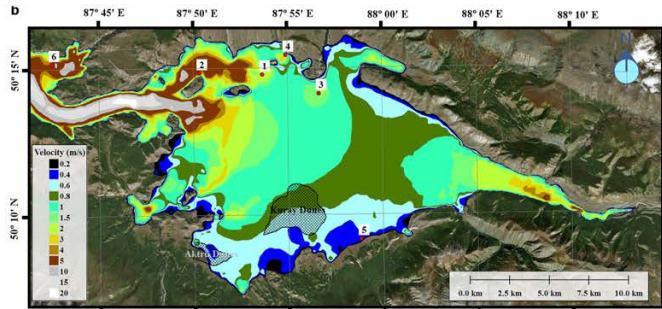 b
87° 45' E
87° 50' E
87° 55' E
88° 00' E
88° 05' E
88° 10' E
50° 15' N
50° 10' N
N
6
2
1
4
3
5
Kuray Dunes
Velocity (m/s)
0.2
0.4
0.6
0.8
1
1.5
2
3
4
5
10
15
20
0.0 km 2.5 km 5.0 km 7.5 km 10.0 km